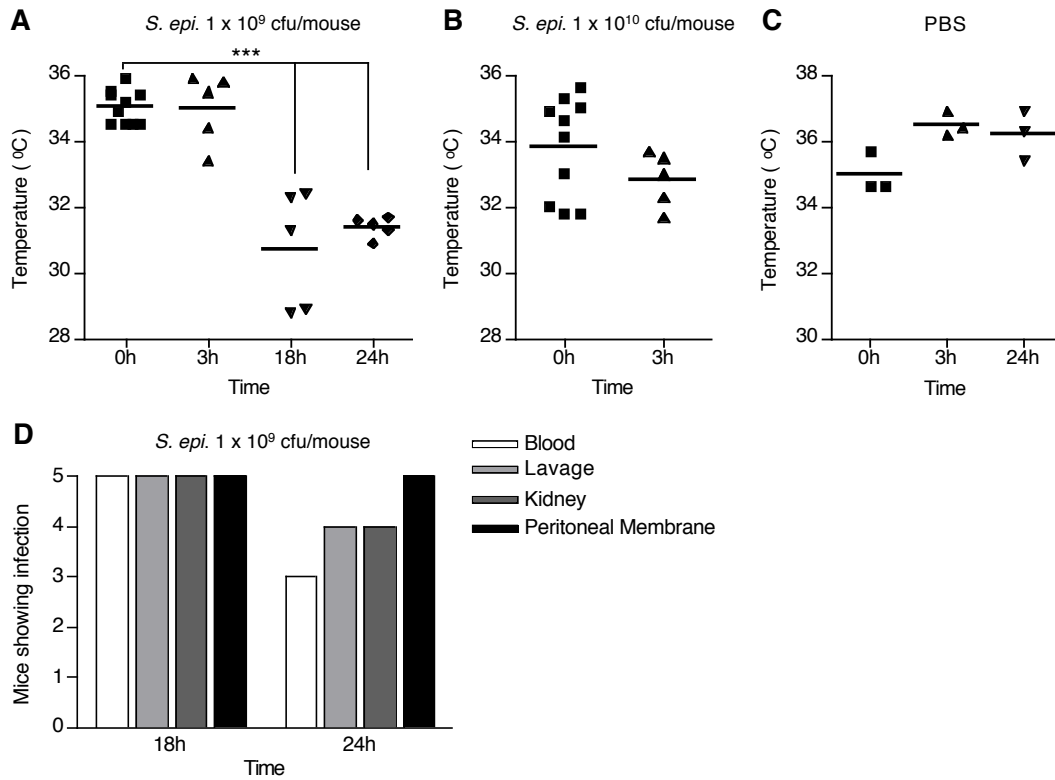 A
S. epi. 1 x 10⁹ cfu/mouse
***
Temperature ( ºC)
36
34
32
30
28
0h
3h
18h
24h
Time
B
S. epi. 1 x 10¹⁰ cfu/mouse
Temperature ( ºC)
36
34
32
30
28
0h
3h
Time
C
PBS
Temperature ( ºC)
38
36
34
32
30
0h
3h
24h
Time
D
S. epi. 1 x 10⁹ cfu/mouse
Mice showing infection
5
4
3
2
1
0
18h
24h
Time
Blood
Lavage
Kidney
Peritoneal Membrane